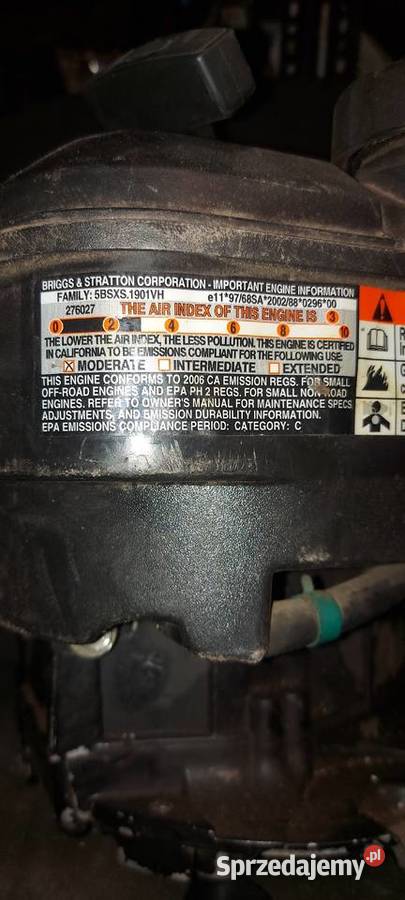 BRIGGS & STRATTON CORPORATION - IMPORTANT ENGINE INFORMATION
FAMILY: 5BSXS.1901VH e11*97/68SA*2002/88*0296*00
276027 THE AIR INDEX OF THIS ENGINE IS 3
0 2 4 6 8 10
THE LOWER THE AIR INDEX, THE LESS POLLUTION. THIS ENGINE IS CERTIFIED
IN CALIFORNIA TO BE EMISSIONS COMPLIANT FOR THE FOLLOWING USE:
MODERATE INTERMEDIATE EXTENDED
THIS ENGINE CONFORMS TO 2006 CA EMISSION REGS. FOR SMALL
OFF-ROAD ENGINES AND EPA PH 2 REGS. FOR SMALL NON-ROAD
ENGINES. REFER TO OWNER'S MANUAL FOR MAINTENANCE SPECS,
ADJUSTMENTS, AND EMISSION DURABILITY INFORMATION.
EPA EMISSIONS COMPLIANCE PERIOD: CATEGORY: C
Sprzedajemy.pl